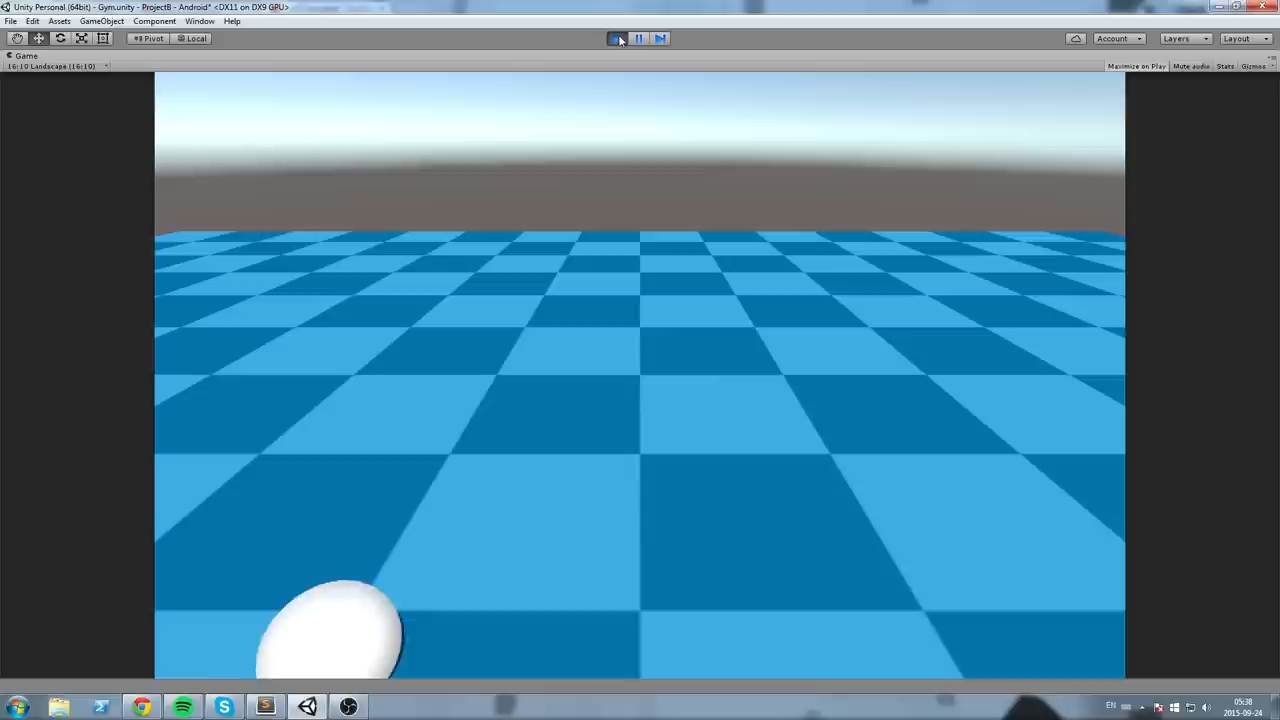 Unity Personal (64bit) - Gym.unity - ProjectB - Android* <DX11 on DX9 GPU>
File Edit Assets GameObject Component Window Help
Pivot Local Account Layers Layout
Game
16:10 Landscape (16:10) Maximize on Play Mute audio Stats Gizmos
EN 05:38
2015-09-24